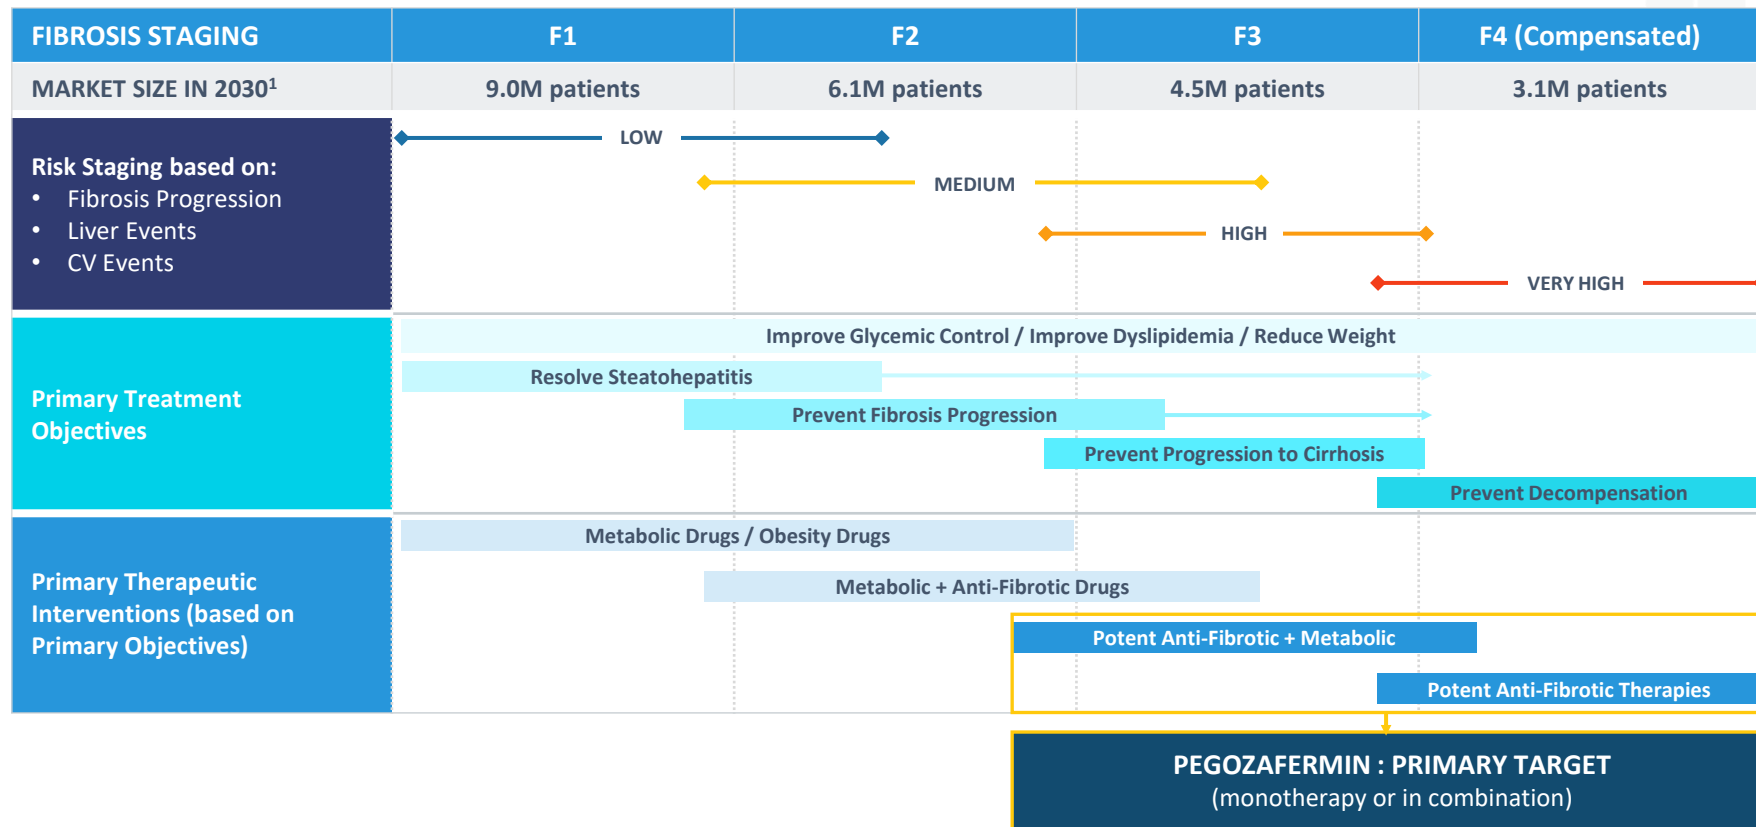 FIBROSIS STAGING F1 F2 F3 F4 (Compensated)
MARKET SIZE IN 2030¹ 9.0M patients 6.1M patients 4.5M patients 3.1M patients
Risk Staging based on:
• Fibrosis Progression
• Liver Events
• CV Events
LOW
MEDIUM
HIGH
VERY HIGH
Primary Treatment
Objectives
Improve Glycemic Control / Improve Dyslipidemia / Reduce Weight
Resolve Steatohepatitis
Prevent Fibrosis Progression
Prevent Progression to Cirrhosis
Prevent Decompensation
Primary Therapeutic
Interventions (based on
Primary Objectives)
Metabolic Drugs / Obesity Drugs
Metabolic + Anti-Fibrotic Drugs
Potent Anti-Fibrotic + Metabolic
Potent Anti-Fibrotic Therapies
PEGOZAFERMIN : PRIMARY TARGET
(monotherapy or in combination)